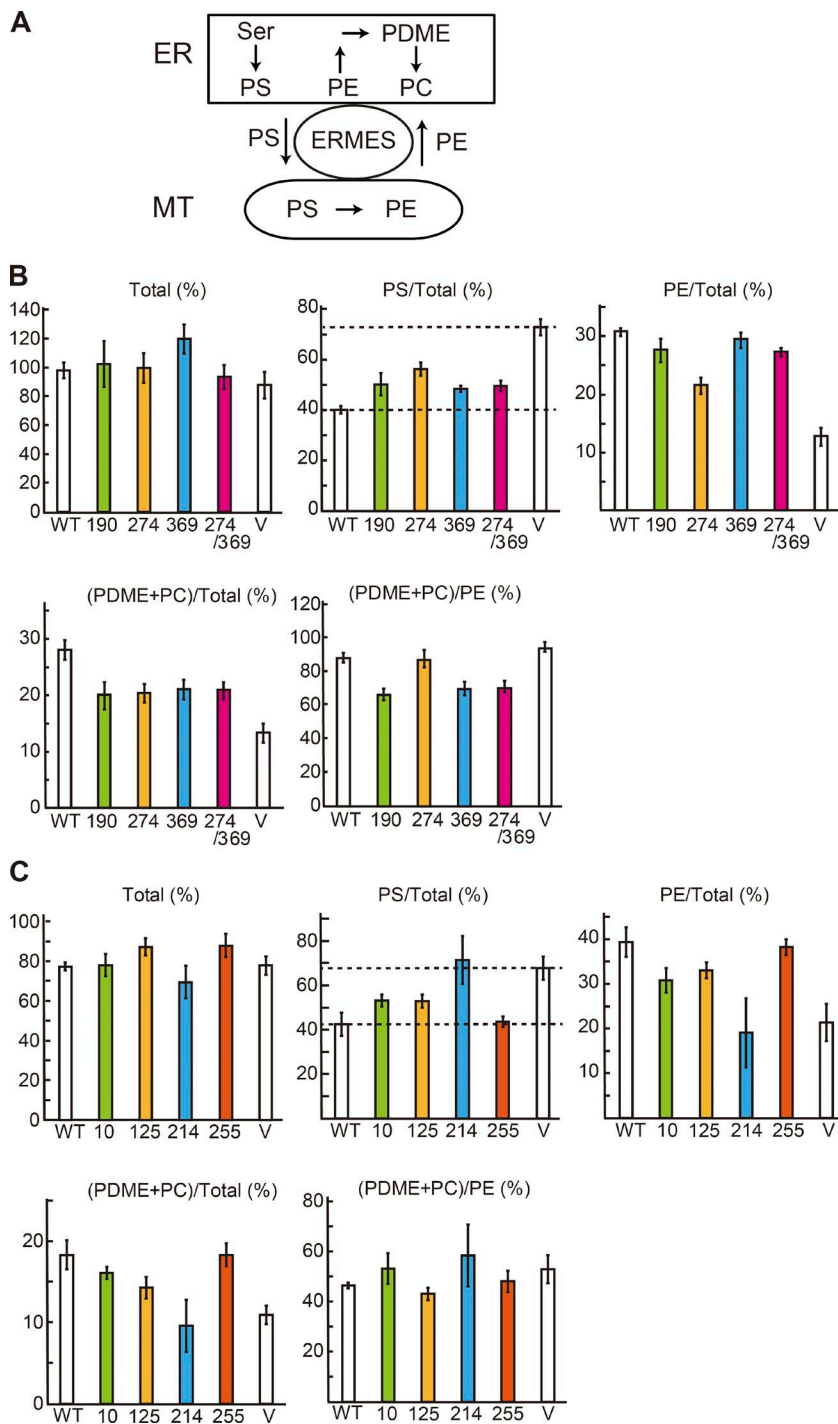 A
ER
Ser → PDME
PS PE PC
PS ERMES PE
MT
PS → PE
B
Total (%)
140
120
100
80
60
40
20
0
WT 190 274 369 274 V
/369
PS/Total (%)
80
60
40
20
0
WT 190 274 369 274 V
/369
PE/Total (%)
30
20
10
WT 190 274 369 274 V
/369
(PDME+PC)/Total (%)
30
20
10
0
WT 190 274 369 274 V
/369
(PDME+PC)/PE (%)
120
100
80
60
40
20
0
WT 190 274 369 274 V
/369
C
Total (%)
100
80
60
40
20
0
WT 10 125 214 255 V
PS/Total (%)
80
60
40
20
0
WT 10 125 214 255 V
PE/Total (%)
40
30
20
10
WT 10 125 214 255 V
(PDME+PC)/Total (%)
20
10
0
WT 10 125 214 255 V
(PDME+PC)/PE (%)
80
60
40
20
WT 10 125 214 255 V